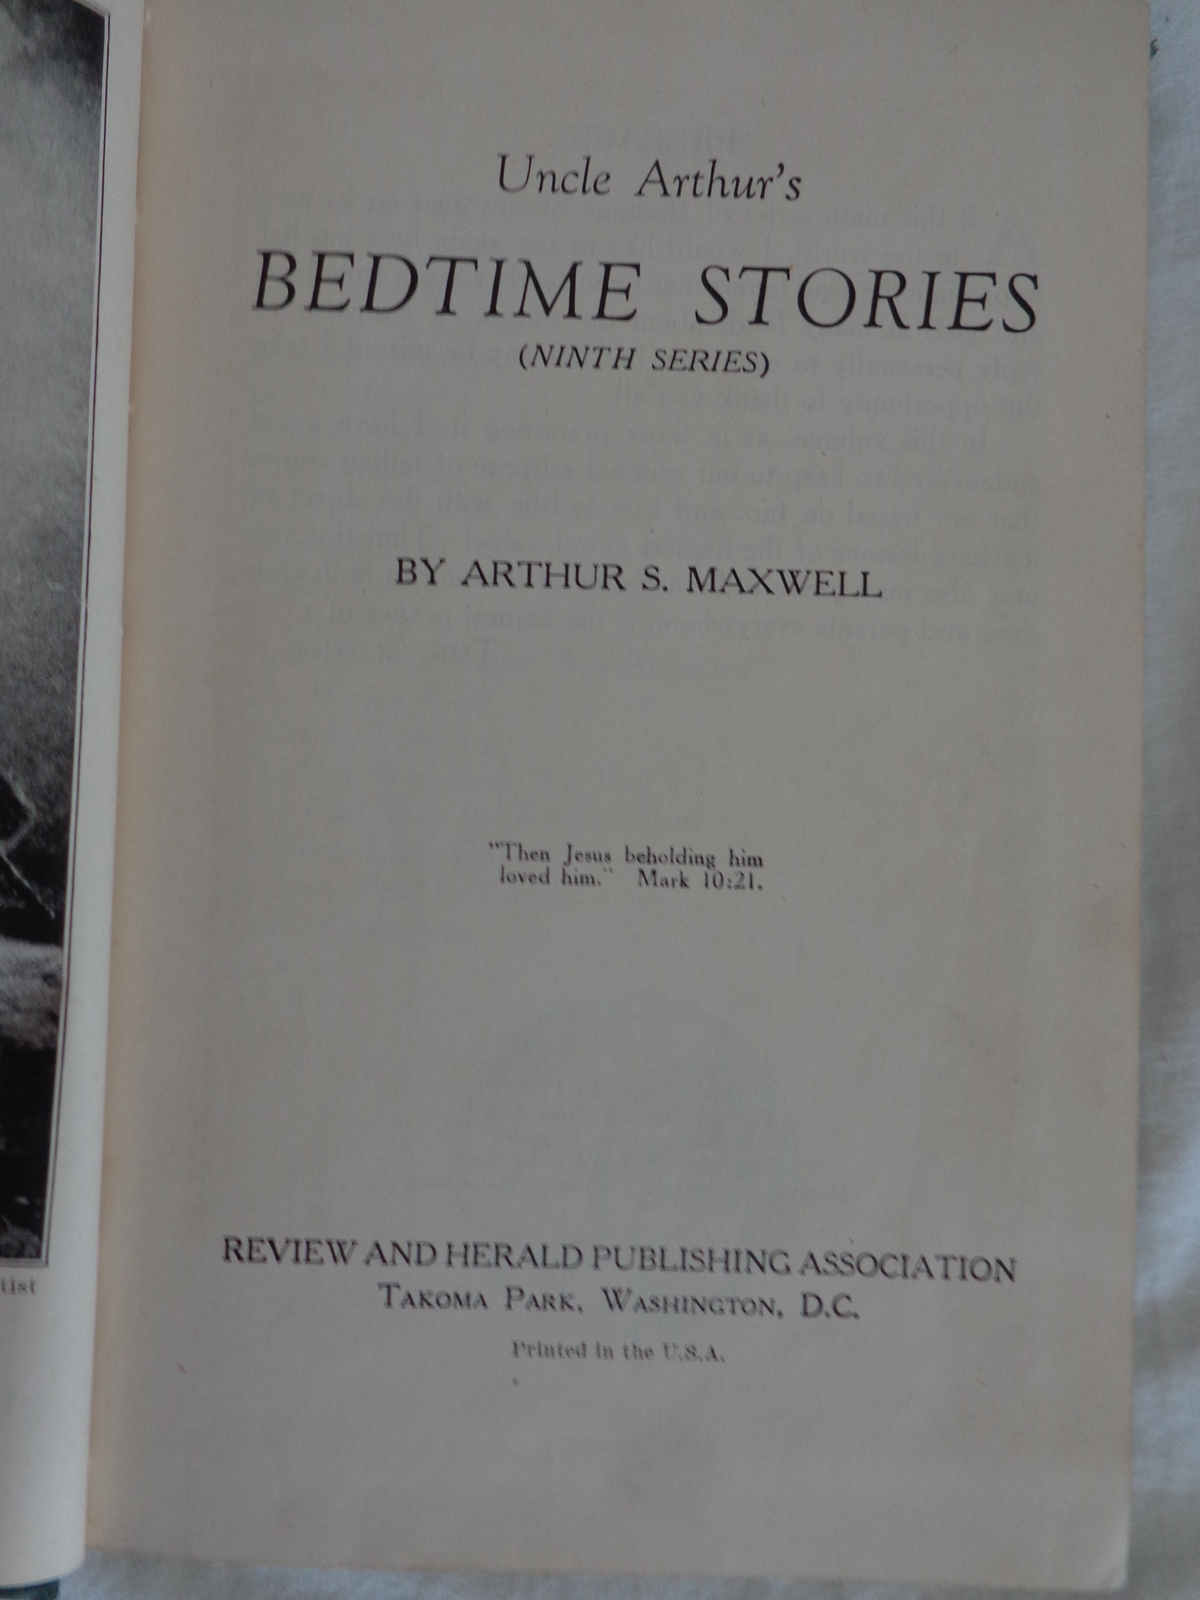 Uncle Arthur's
BEDTIME STORIES
(NINTH SERIES)
BY ARTHUR S. MAXWELL
"Then Jesus beholding him
loved him." Mark 10:21.
REVIEW AND HERALD PUBLISHING ASSOCIATION
TAKOMA PARK, WASHINGTON, D.C.
Printed in the U.S.A.
tist